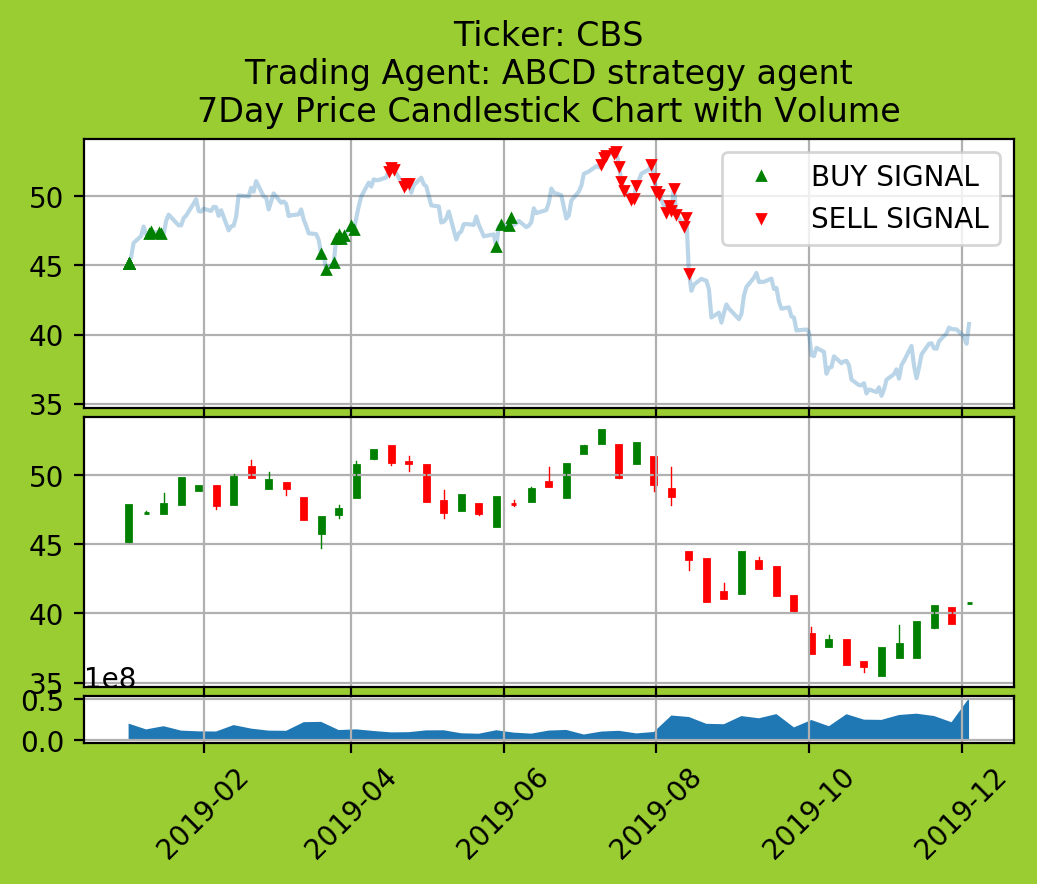 Ticker: CBS
Trading Agent: ABCD strategy agent
7Day Price Candlestick Chart with Volume
BUY SIGNAL
SELL SIGNAL
50
45
40
35
50
45
40
35
1e8
0.5
0.0
2019-02
2019-04
2019-06
2019-08
2019-10
2019-12